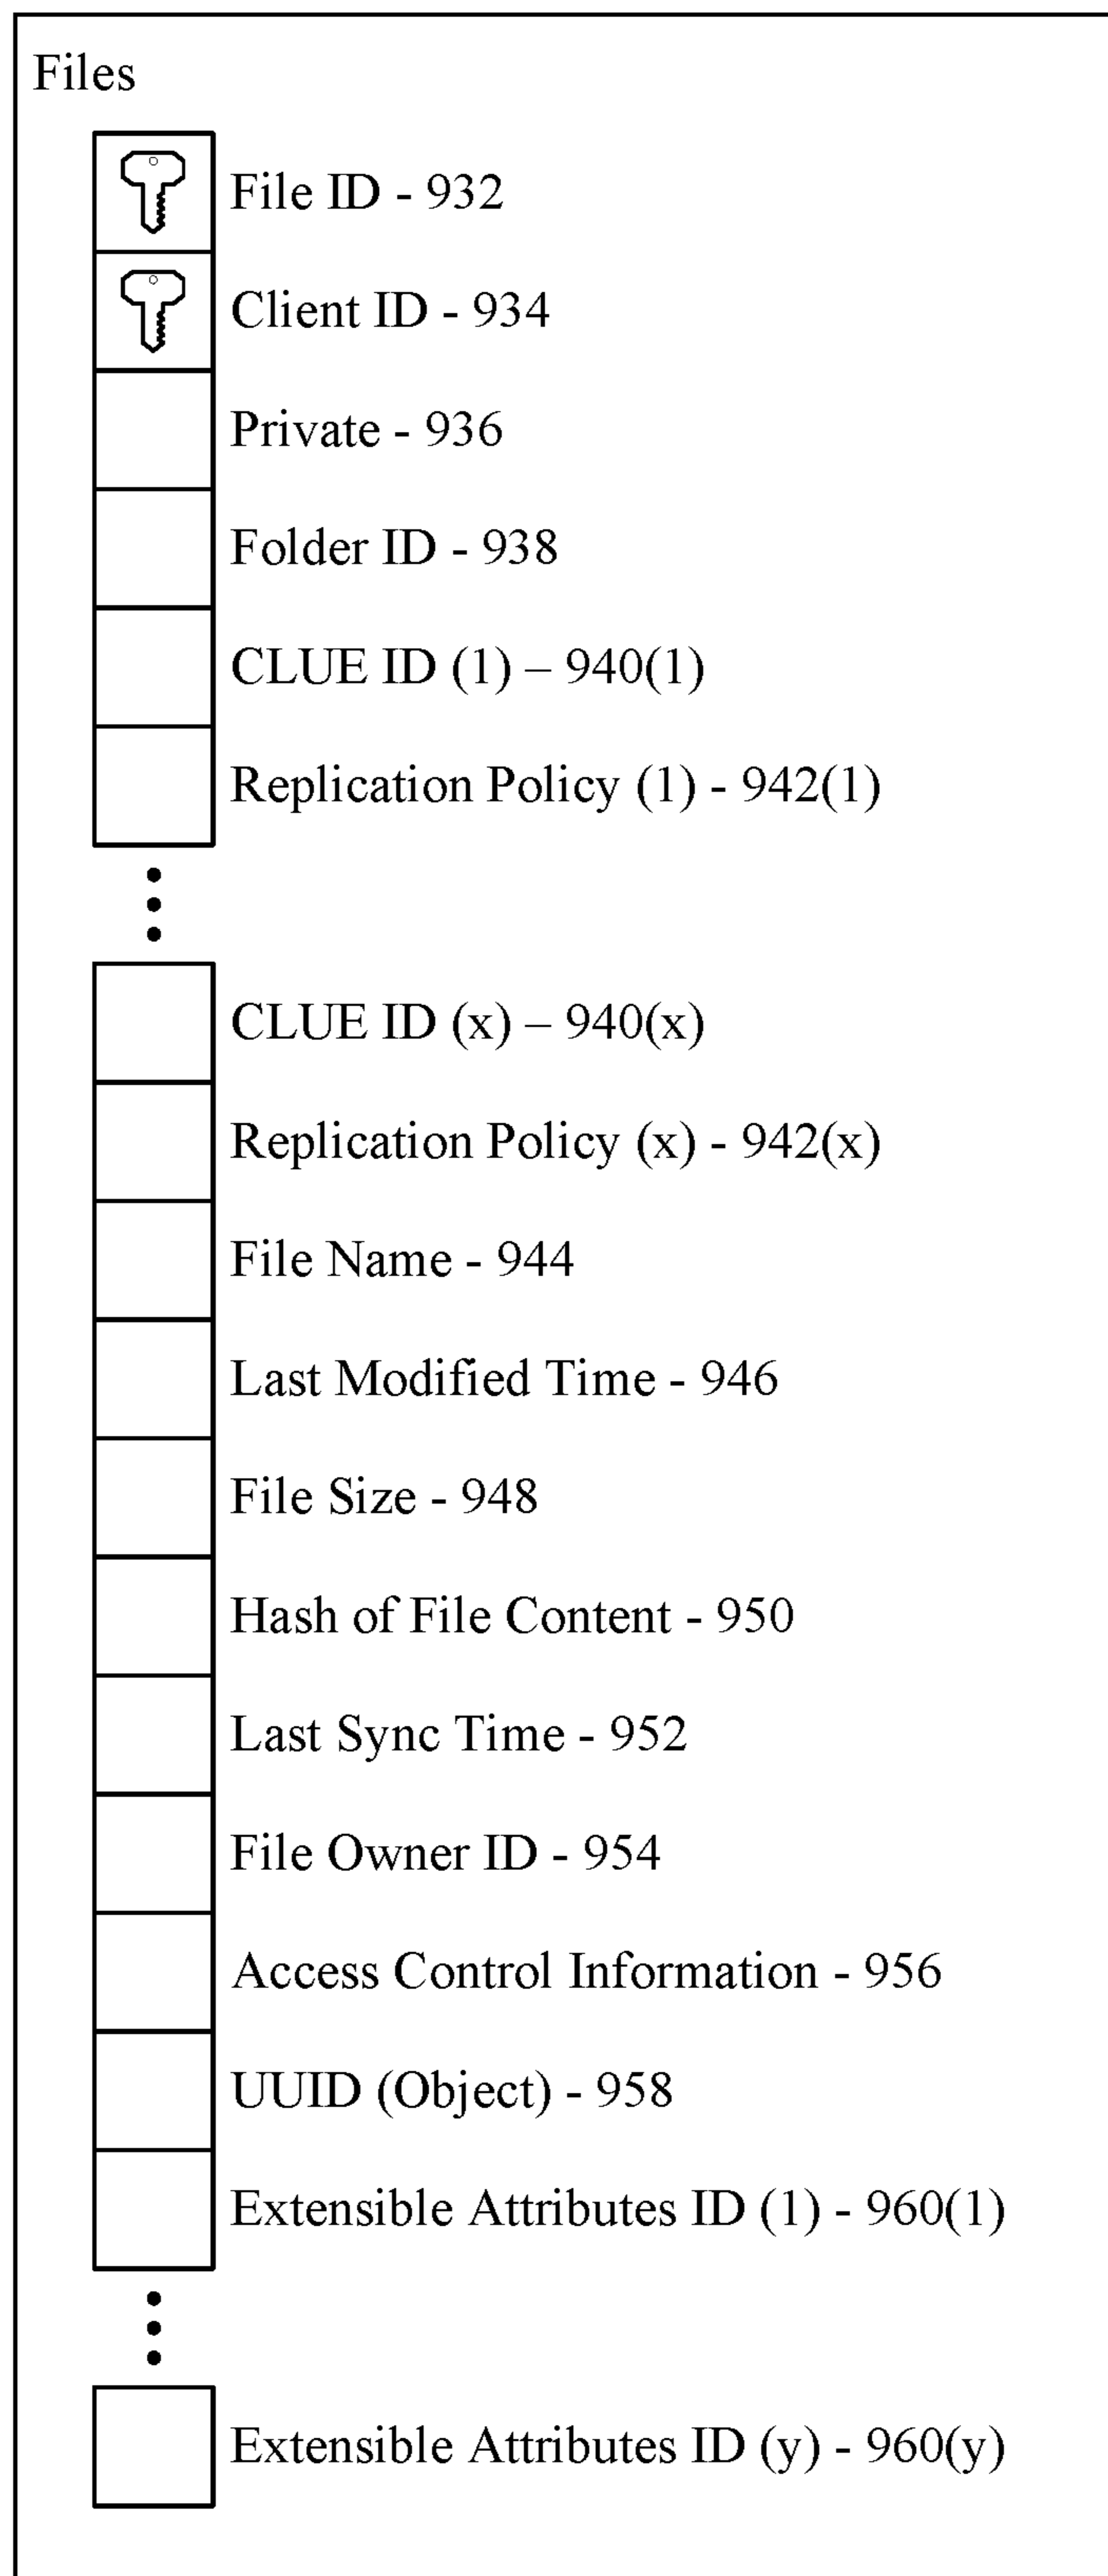 Files
File ID - 932
Client ID - 934
Private - 936
Folder ID - 938
CLUE ID (1) – 940(1)
Replication Policy (1) - 942(1)
CLUE ID (x) – 940(x)
Replication Policy (x) - 942(x)
File Name - 944
Last Modified Time - 946
File Size - 948
Hash of File Content - 950
Last Sync Time - 952
File Owner ID - 954
Access Control Information - 956
UUID (Object) - 958
Extensible Attributes ID (1) - 960(1)
Extensible Attributes ID (y) - 960(y)